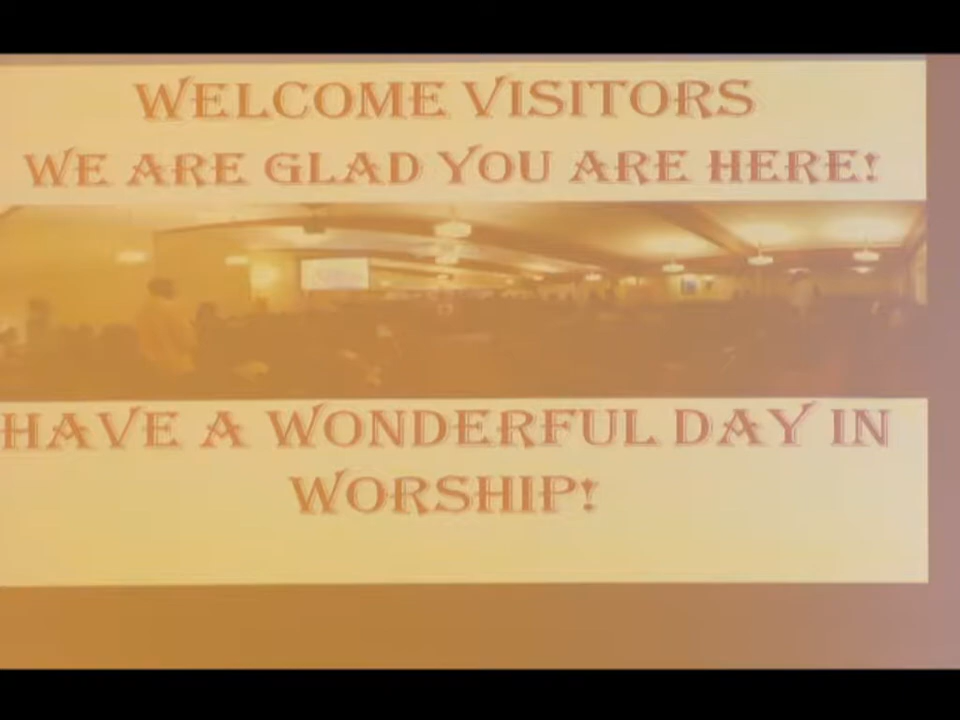 WELCOME VISITORS
WE ARE GLAD YOU ARE HERE!
HAVE A WONDERFUL DAY IN
WORSHIP!